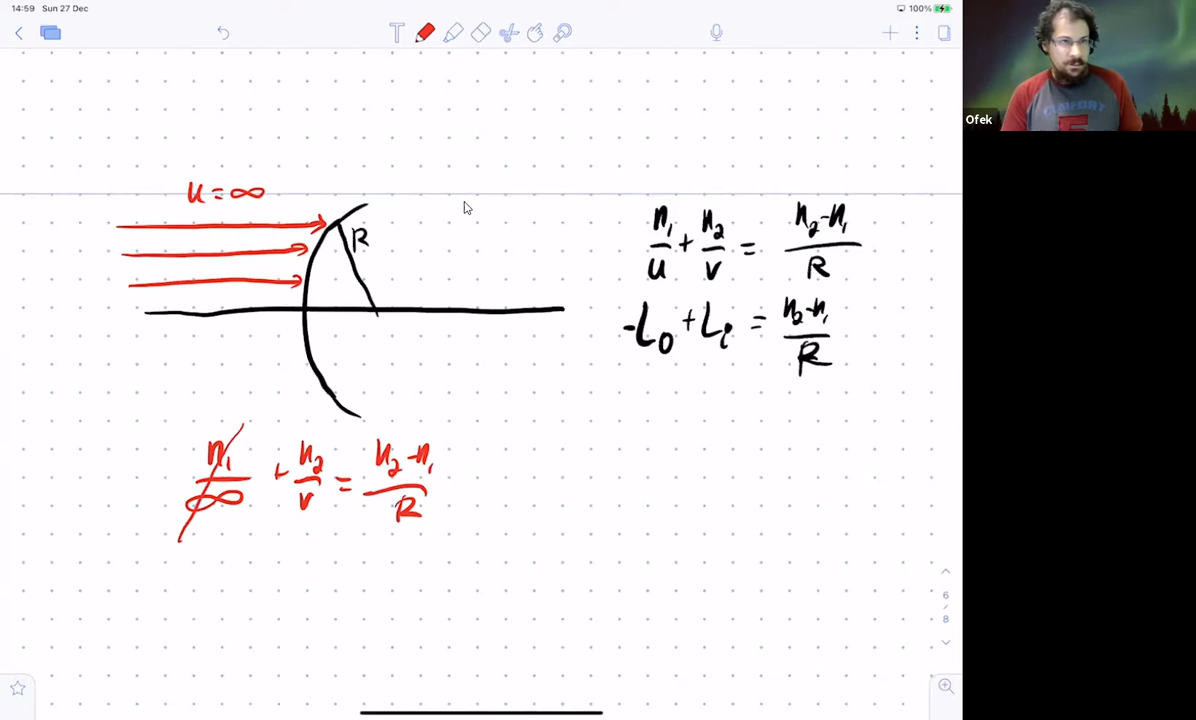 14:59 Sun 27 Dec
100%
Ofek
u = ∞
R
n₁/u + n₂/v = n₂-n₁/R
-L₀ + Lᵢ = n₂-n₁/R
n₁/∞ + n₂/v = n₂-n₁/R
6
/
8